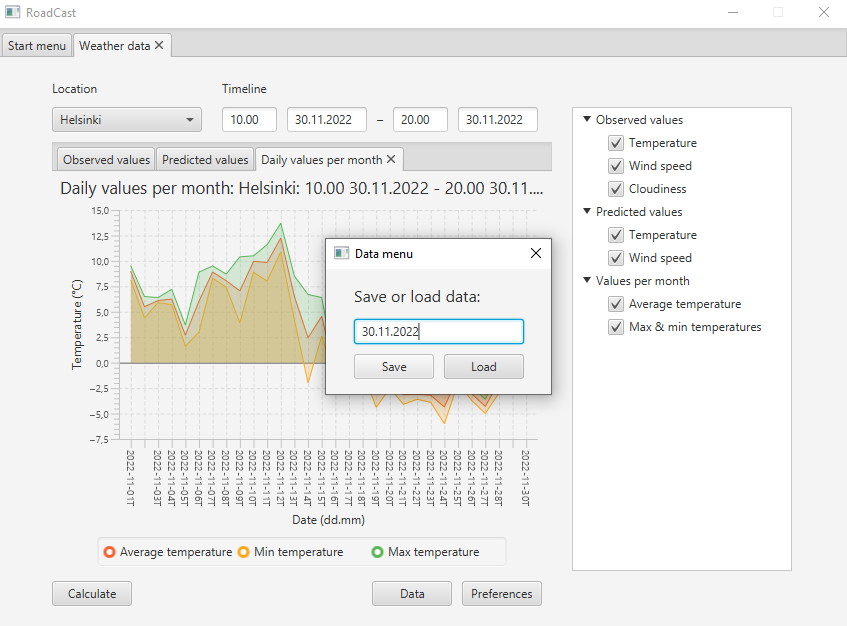 RoadCast
Start menu
Weather data
Location
Timeline
Helsinki
10.00
30.11.2022
–
20.00
30.11.2022
Observed values
Predicted values
Daily values per month
Daily values per month: Helsinki: 10.00 30.11.2022 - 20.00 30.11....
Temperature (°C)
15,0
12,5
10,0
7,5
5,0
2,5
0,0
−2,5
−5,0
−7,5
2022-11-01T
2022-11-03T
2022-11-04T
2022-11-05T
2022-11-06T
2022-11-07T
2022-11-08T
2022-11-09T
2022-11-10T
2022-11-11T
2022-11-12T
2022-11-13T
2022-11-14T
2022-11-15T
2022-11-16T
2022-11-17T
2022-11-18T
2022-11-19T
2022-11-20T
2022-11-21T
2022-11-22T
2022-11-23T
2022-11-24T
2022-11-25T
2022-11-26T
2022-11-27T
2022-11-28T
2022-11-30T
Date (dd.mm)
Average temperature
Min temperature
Max temperature
Calculate
Data
Preferences
Data menu
Save or load data:
30.11.2022
Save
Load
Observed values
Temperature
Wind speed
Cloudiness
Predicted values
Temperature
Wind speed
Values per month
Average temperature
Max & min temperatures